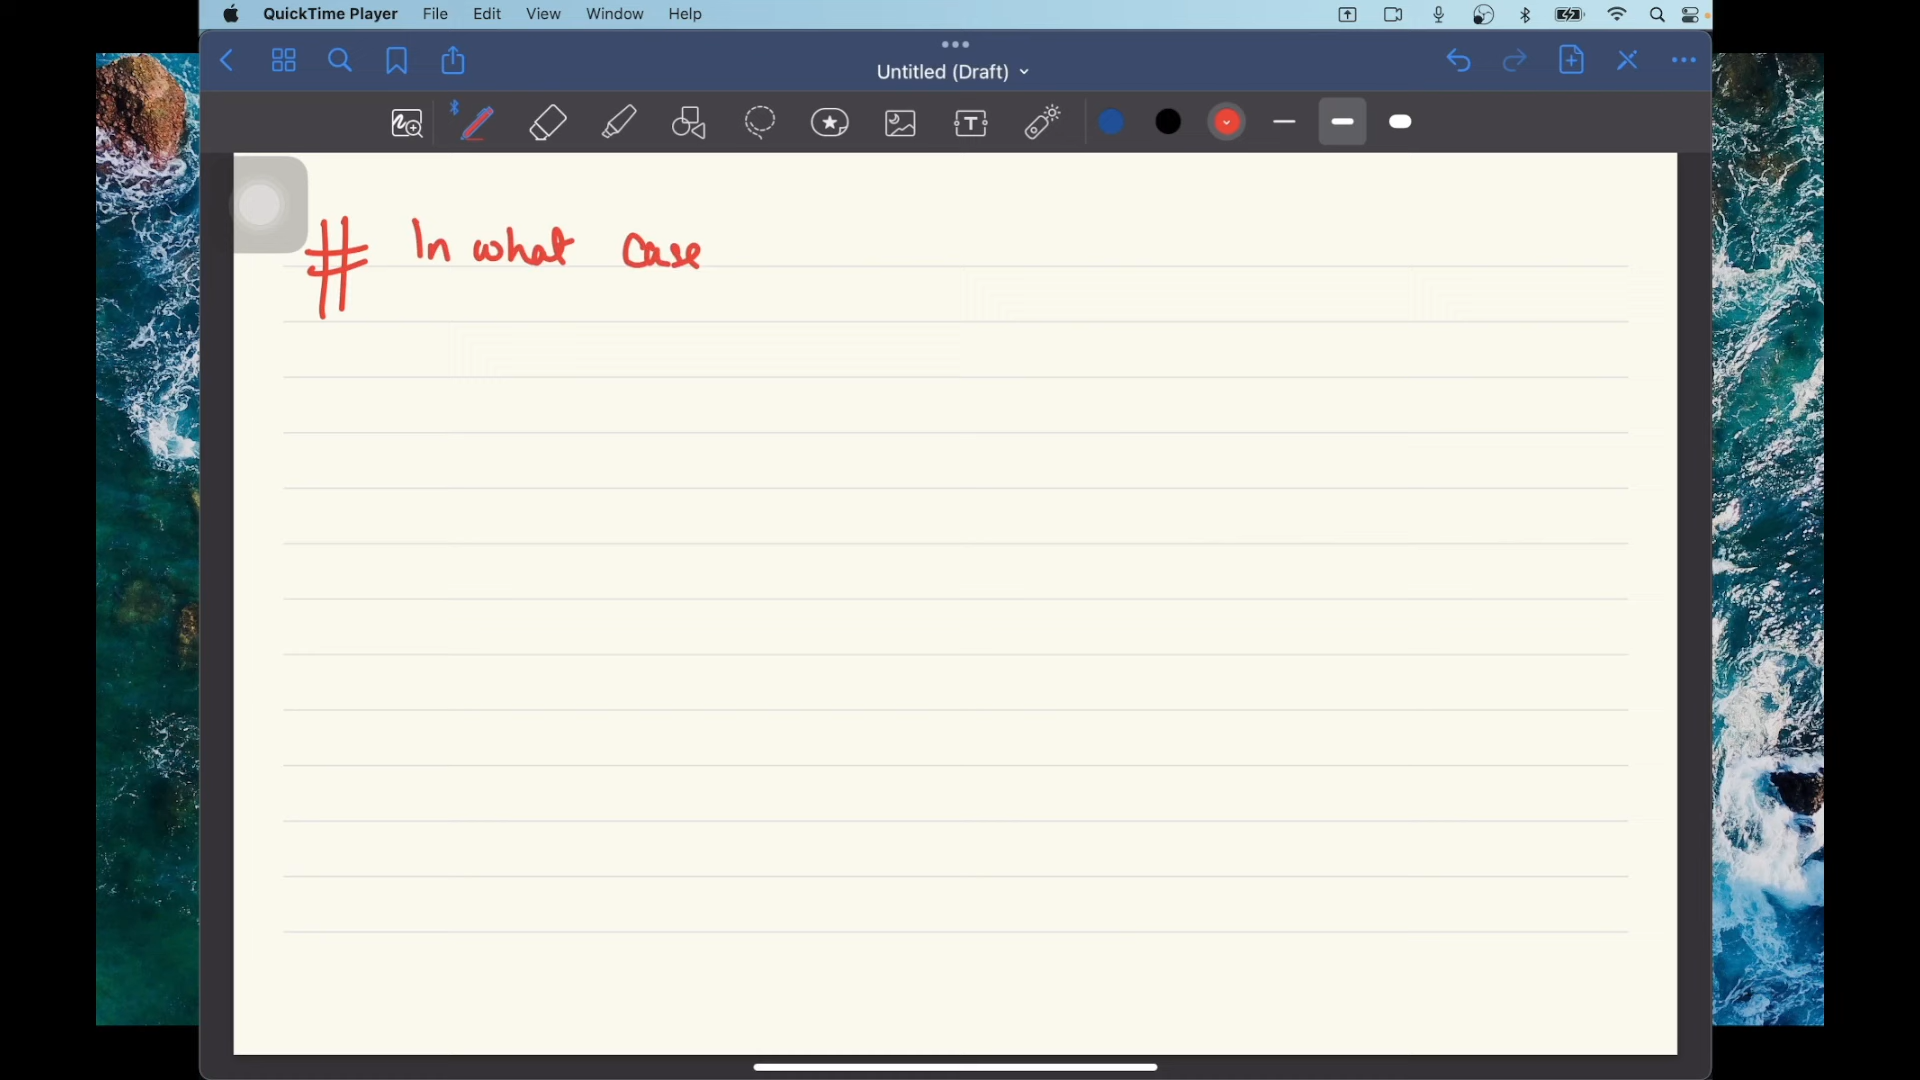 QuickTime Player File Edit View Window Help
Untitled (Draft)
T
# In what case